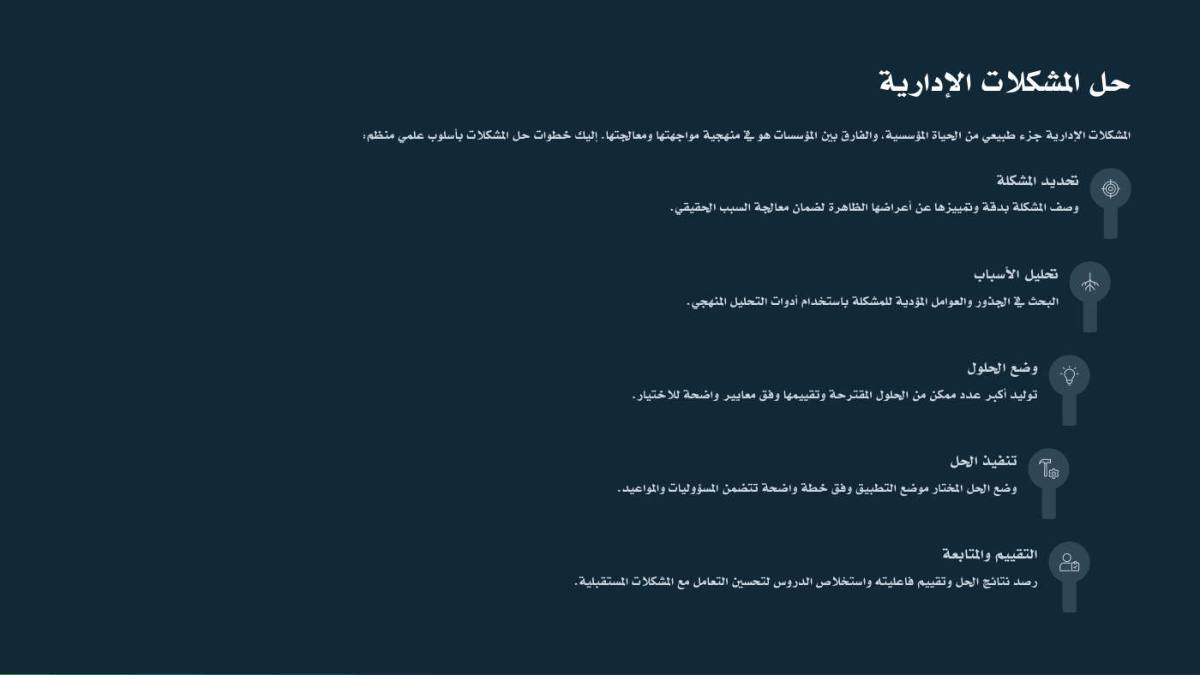 حل المشكلات الإدارية
المشكلات الإدارية جزء طبيعي من الحياة المؤسسية، والفارق بين المؤسسات هو في منهجية مواجهتها ومعالجتها. إليك خطوات حل المشكلات بأسلوب علمي منظم:
تحديد المشكلة
وصف المشكلة بدقة وتمييزها عن أعراضها الظاهرة لضمان معالجة السبب الحقيقي.
تحليل الأسباب
البحث في الجذور والعوامل المؤدية للمشكلة باستخدام أدوات التحليل المنهجي.
وضع الحلول
توليد أكبر عدد ممكن من الحلول المقترحة وتقييمها وفق معايير واضحة للاختيار.
تنفيذ الحل
وضع الحل المختار موضع التطبيق وفق خطة واضحة تتضمن المسؤوليات والمواعيد.
التقييم والمتابعة
رصد نتائج الحل وتقييم فاعليته واستخلاص الدروس لتحسين التعامل مع المشكلات المستقبلية.